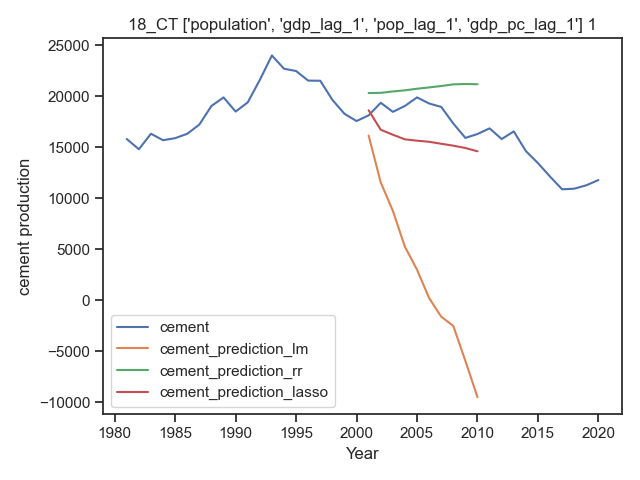 18_CT ['population', 'gdp_lag_1', 'pop_lag_1', 'gdp_pc_lag_1'] 1
25000
20000
15000
10000
5000
0
−5000
−10000
cement production
cement
cement_prediction_lm
cement_prediction_rr
cement_prediction_lasso
1980 1985 1990 1995 2000 2005 2010 2015 2020
Year